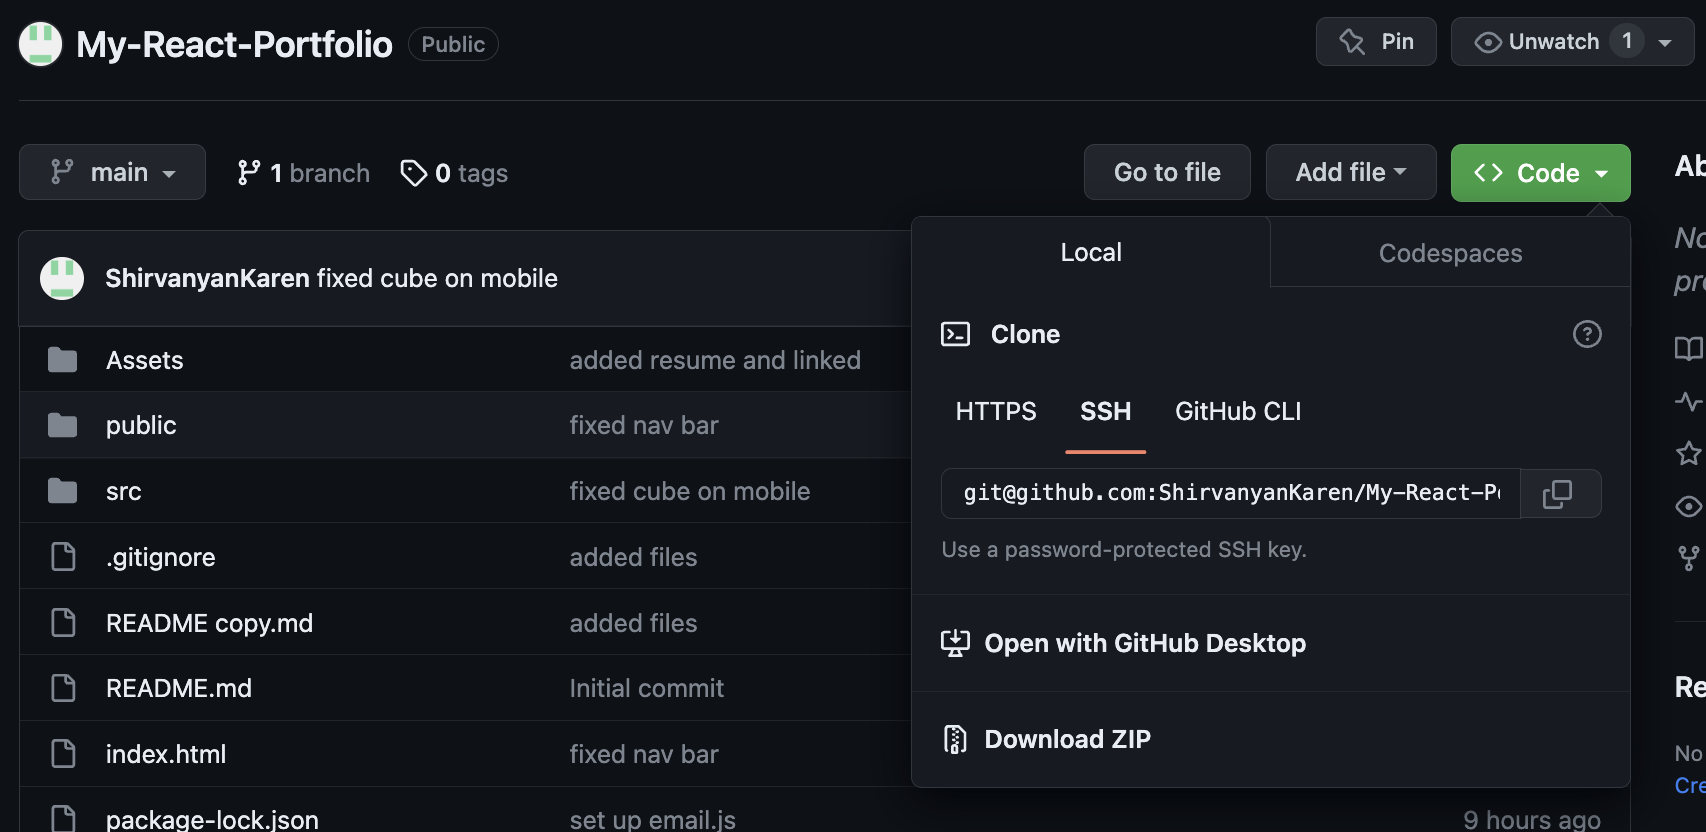 My-React-Portfolio Public
Pin
Unwatch 1
main
1 branch
0 tags
Go to file
Add file
<> Code
ShirvanyanKaren fixed cube on mobile
Assets added resume and linked
public fixed nav bar
src fixed cube on mobile
.gitignore added files
README copy.md added files
README.md Initial commit
index.html fixed nav bar
package-lock.json set up email.js 9 hours ago
Local
Codespaces
Clone
HTTPS SSH GitHub CLI
git@github.com:ShirvanyanKaren/My-React-P
Use a password-protected SSH key.
Open with GitHub Desktop
Download ZIP
Ab
No
pr
Re
No
Cre